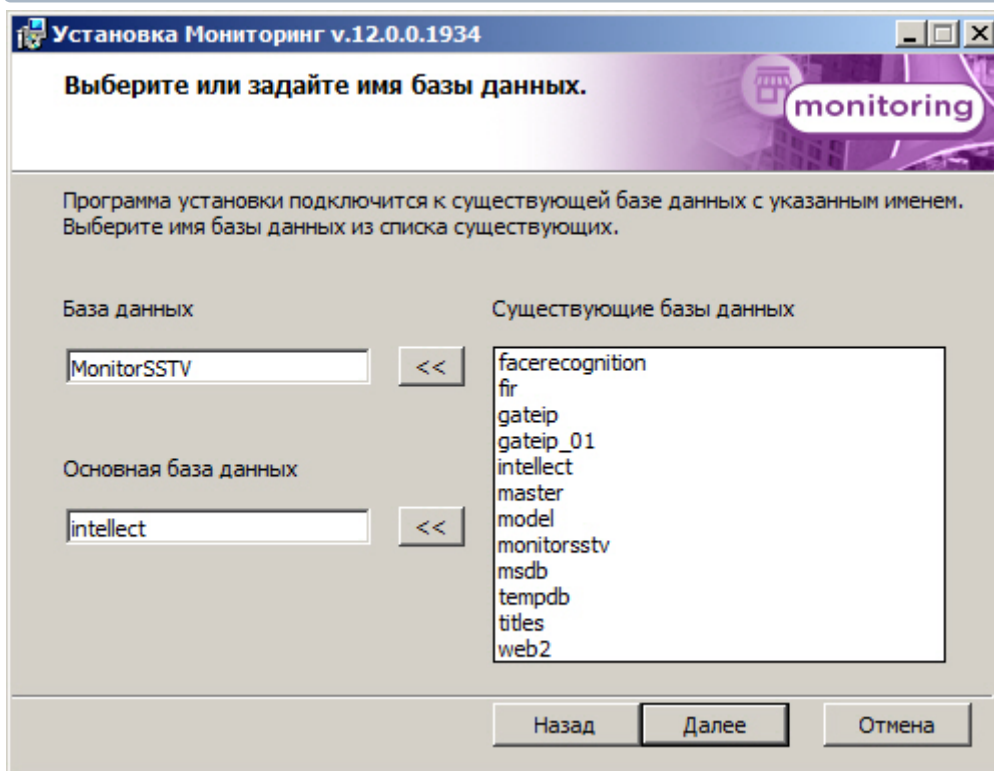 Установка Мониторинг v.12.0.0.1934
Выберите или задайте имя базы данных.
monitoring
Программа установки подключится к существующей базе данных с указанным именем.
Выберите имя базы данных из списка существующих.
База данных
Существующие базы данных
MonitorSSTV
<<
facerecognition
fir
gateip
gateip_01
intellect
master
model
monitorsstv
msdb
tempdb
titles
web2
Основная база данных
intellect
<<
Назад
Далее
Отмена